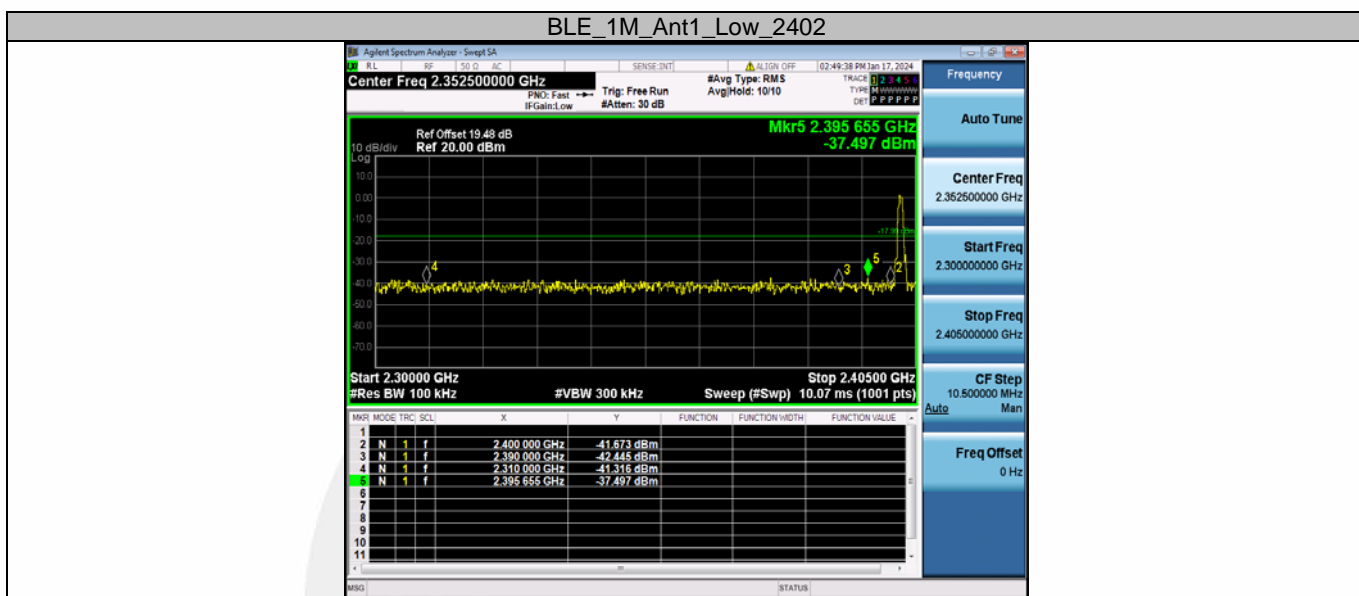 BLE_1M_Ant1_Low_2402
Agilent Spectrum Analyzer - Swept SA
RL RF 50 Ω AC SENSE:INT ALIGN OFF 02:49:38 PM Jan 17, 2024
Center Freq 2.352500000 GHz
PNO: Fast
IFGain:Low
Trig: Free Run
#Atten: 30 dB
#Avg Type: RMS
Avg|Hold: 10/10
TRACE 1 2 3 4 5 6
TYPE M W W W W W
DET P P P P P P
Ref Offset 19.48 dB
Ref 20.00 dBm
10 dB/div
Log
Mkr5 2.395 655 GHz
-37.497 dBm
10.0
0.00
-10.0
-20.0
-30.0
-40.0
-50.0
-60.0
-70.0
4
3
5
2
Start 2.30000 GHz
Stop 2.40500 GHz
#Res BW 100 kHz
#VBW 300 kHz
Sweep (#Swp) 10.07 ms (1001 pts)
MKR MODE TRC SCL X Y FUNCTION FUNCTION WIDTH FUNCTION VALUE
1
2 N 1 f 2.400 000 GHz -41.673 dBm
3 N 1 f 2.390 000 GHz -42.445 dBm
4 N 1 f 2.310 000 GHz -41.316 dBm
5 N 1 f 2.395 655 GHz -37.497 dBm
6
7
8
9
10
11
MSG
STATUS
Frequency
Auto Tune
Center Freq
2.352500000 GHz
Start Freq
2.300000000 GHz
Stop Freq
2.405000000 GHz
CF Step
10.500000 MHz
Auto Man
Freq Offset
0 Hz